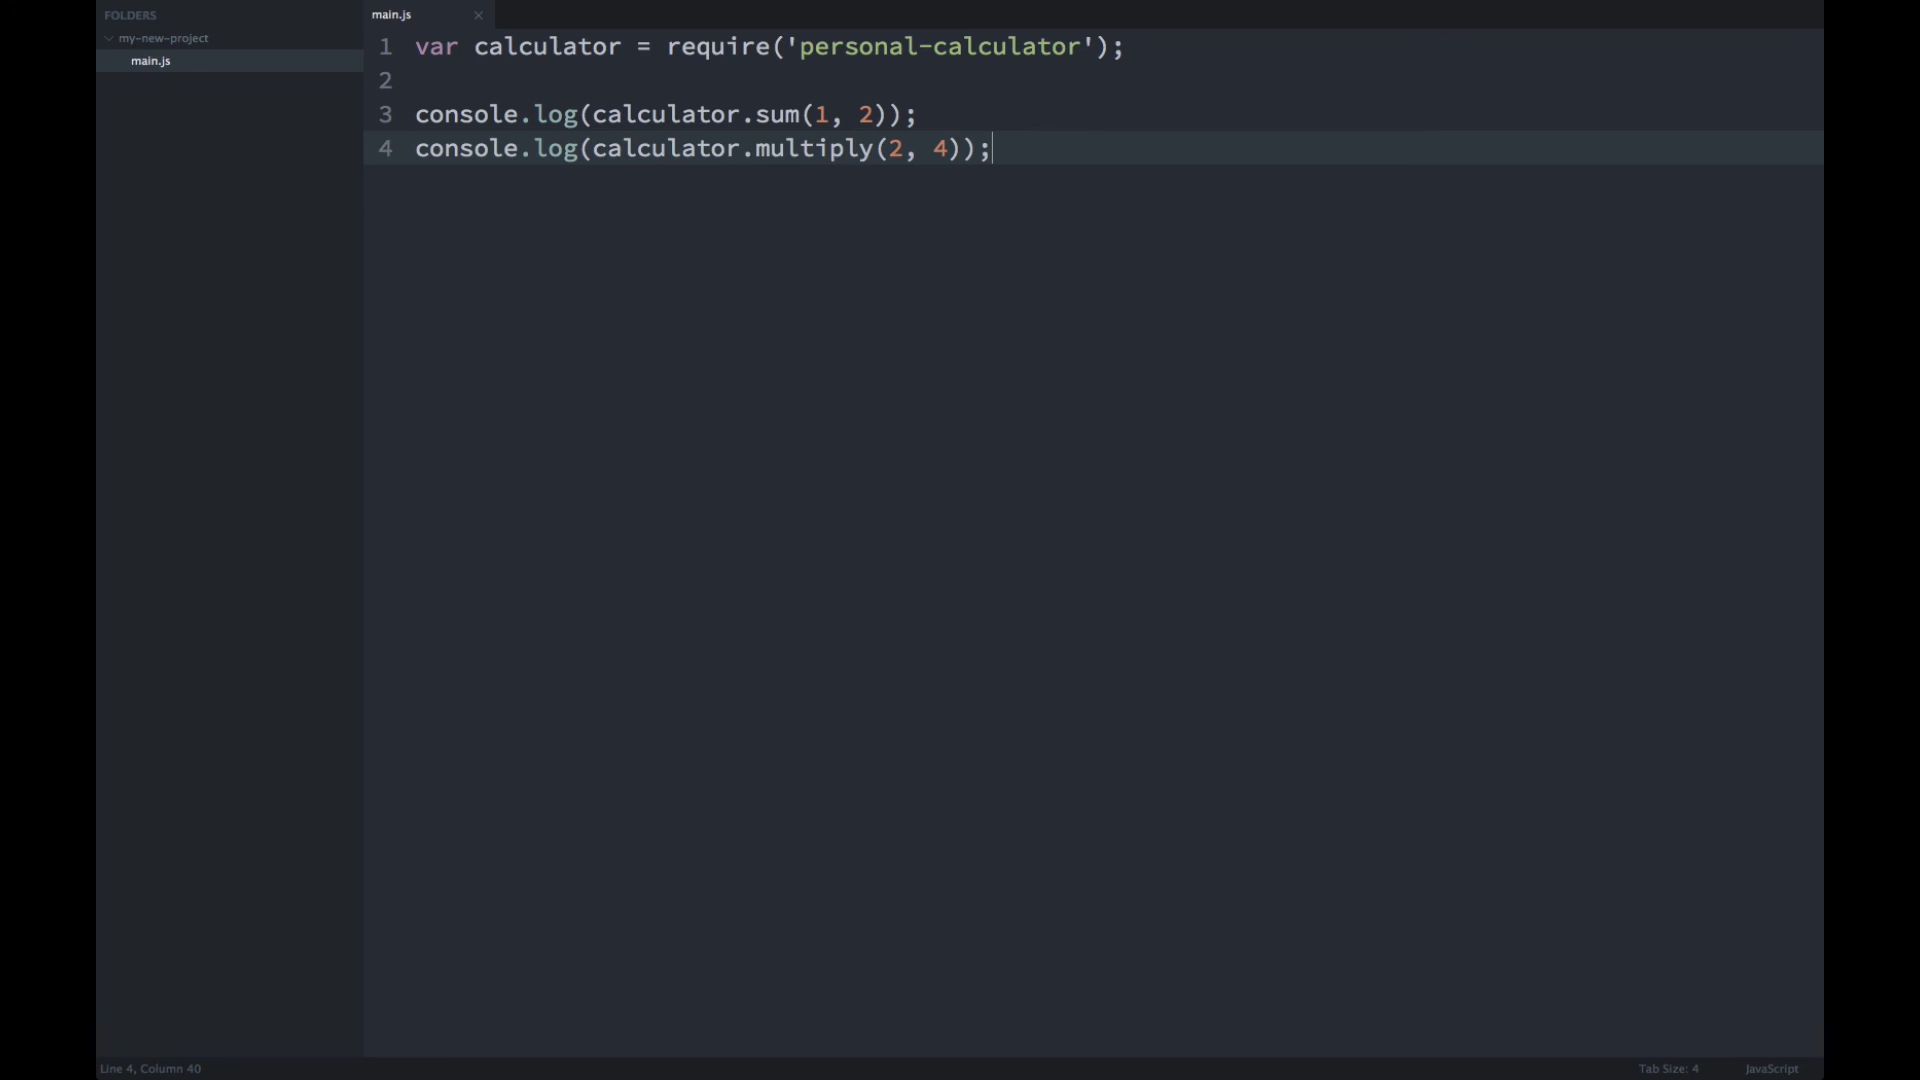 FOLDERS
my-new-project
main.js
main.js
1 var calculator = require('personal-calculator');
2
3 console.log(calculator.sum(1, 2));
4 console.log(calculator.multiply(2, 4));
Line 4, Column 40
Tab Size: 4
JavaScript